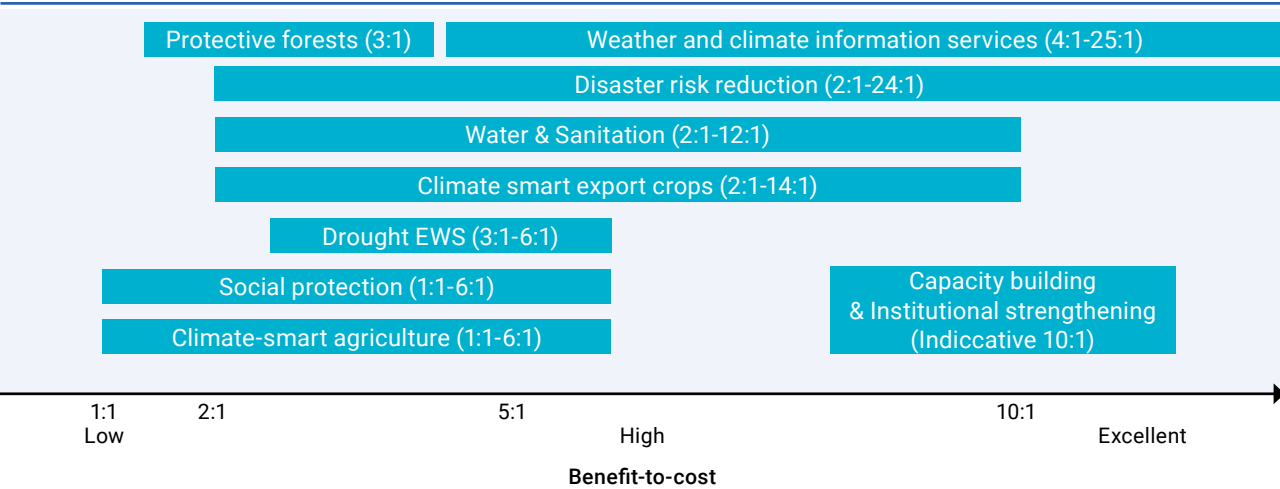 Protective forests (3:1)
Weather and climate information services (4:1-25:1)
Disaster risk reduction (2:1-24:1)
Water & Sanitation (2:1-12:1)
Climate smart export crops (2:1-14:1)
Drought EWS (3:1-6:1)
Social protection (1:1-6:1)
Capacity building
& Institutional strengthening
(Indiccative 10:1)
Climate-smart agriculture (1:1-6:1)
1:1
2:1
5:1
10:1
Low
High
Excellent
Benefit-to-cost